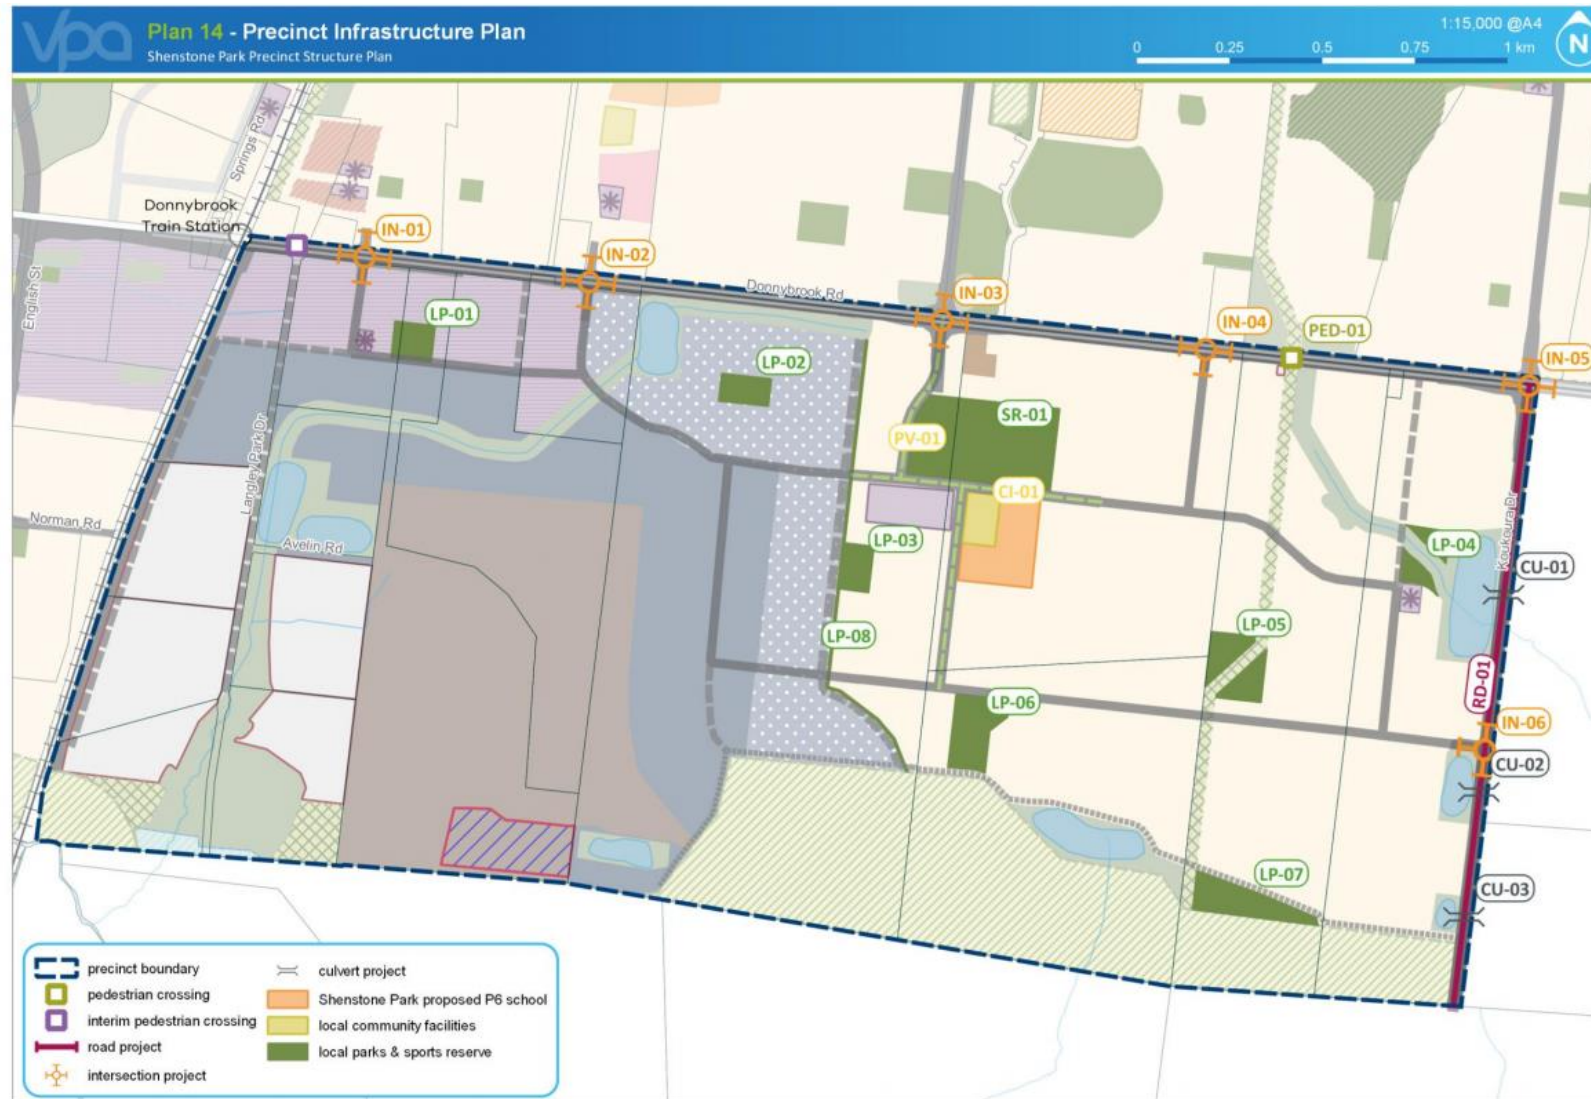 vpa
Plan 14 - Precinct Infrastructure Plan
Shenstone Park Precinct Structure Plan
1:15,000 @A4
0 0.25 0.5 0.75 1 km
N
Springs Rd
Donnybrook
Train Station
English St
IN-01
IN-02
Donnybrook Rd
IN-03
IN-04
PED-01
IN-05
LP-01
LP-02
SR-01
PV-01
CI-01
Langley Park Dr
Norman Rd
Avelin Rd
LP-03
LP-04
Koukoura Dr
CU-01
LP-05
LP-08
RD-01
LP-06
IN-06
CU-02
LP-07
CU-03
precinct boundary
pedestrian crossing
interim pedestrian crossing
road project
intersection project
culvert project
Shenstone Park proposed P6 school
local community facilities
local parks & sports reserve